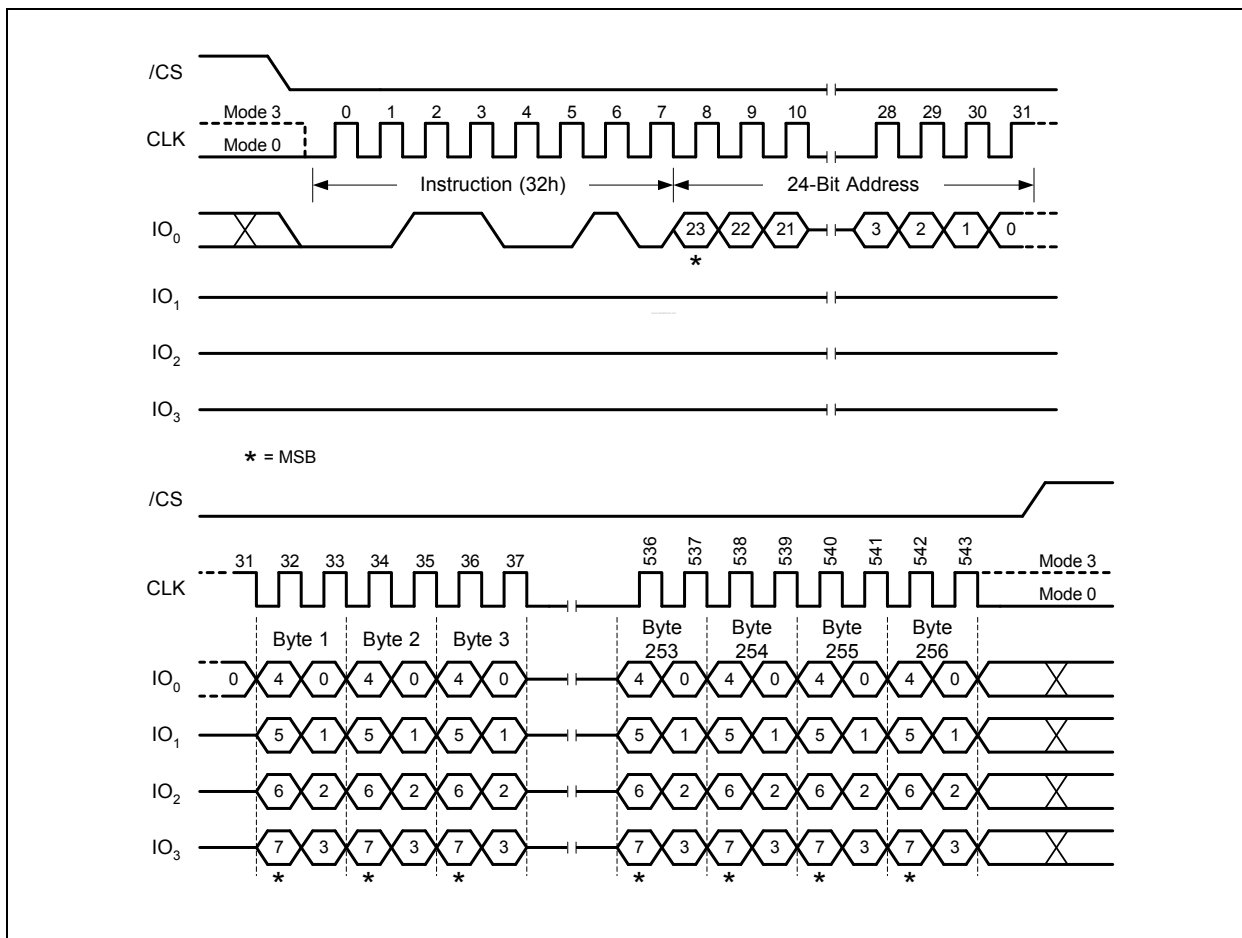 /CS
Mode 3 0 1 2 3 4 5 6 7 8 9 10 28 29 30 31
CLK
Mode 0
Instruction (32h) 24-Bit Address
IO0 23 22 21 3 2 1 0
*
IO1
IO2
IO3
* = MSB
/CS
31 32 33 34 35 36 37 536 537 538 539 540 541 542 543 Mode 3
CLK
Mode 0
Byte 1 Byte 2 Byte 3 Byte 253 Byte 254 Byte 255 Byte 256
IO0 0 4 0 4 0 4 0 4 0 4 0 4 0 4 0
IO1 5 1 5 1 5 1 5 1 5 1 5 1 5 1
IO2 6 2 6 2 6 2 6 2 6 2 6 2 6 2
IO3 7 3 7 3 7 3 7 3 7 3 7 3 7 3
* * * * * * *